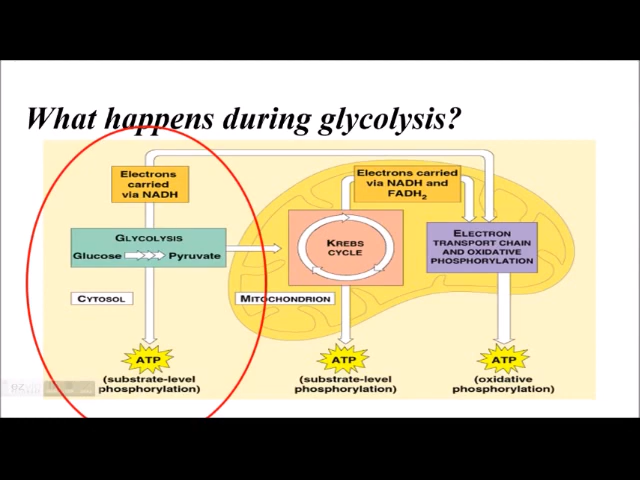 What happens during glycolysis?
Electrons
carried
via NADH
Electrons carried
via NADH and
FADH2
GLYCOLYSIS
Glucose Pyruvate
KREBS
CYCLE
ELECTRON
TRANSPORT CHAIN
AND OXIDATIVE
PHOSPHORYLATION
CYTOSOL
MITOCHONDRION
ATP
(substrate-level
phosphorylation)
ATP
(substrate-level
phosphorylation)
ATP
(oxidative
phosphorylation)